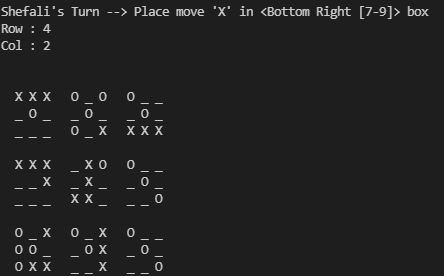 Shefali's Turn --> Place move 'X' in <Bottom Right [7-9]> box
Row : 4
Col : 2
X X X  O _ O  O _ _
_ O _  _ O _  _ O _
_ _ _  O _ X  X X X
X X X  _ X O  O _ _
_ _ X  _ X _  _ O _
_ _ _  X X _  _ _ O
O _ X  O _ X  O _ _
O O _  _ O X  _ O _
O X X  _ _ X  _ _ O